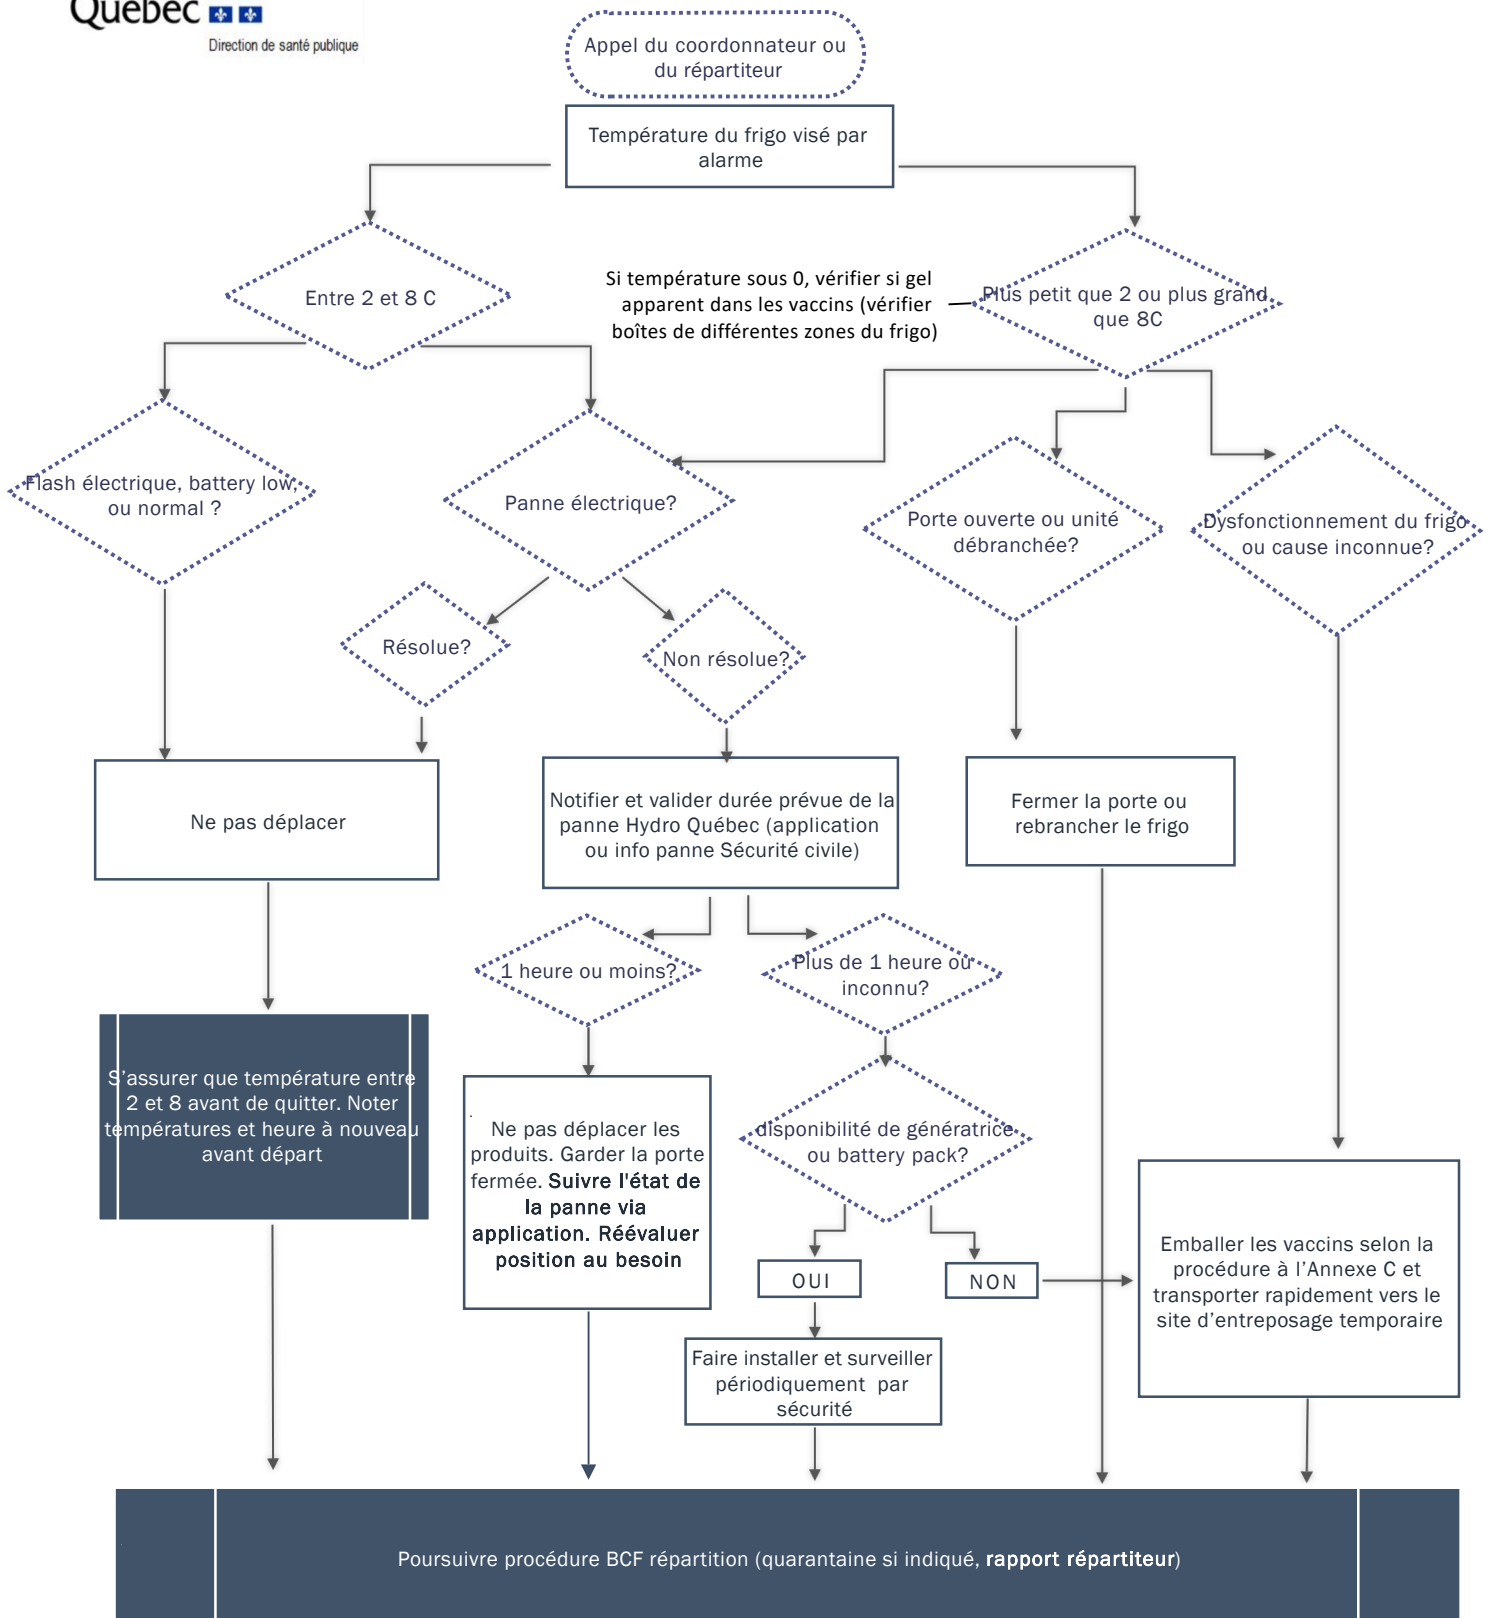 Québec
Direction de santé publique
Appel du coordonnateur ou
du répartiteur
Température du frigo visé par
alarme
Entre 2 et 8 C
Si température sous 0, vérifier si gel
apparent dans les vaccins (vérifier
boîtes de différentes zones du frigo)
Plus petit que 2 ou plus grand
que 8C
Flash électrique, battery low,
ou normal ?
Panne électrique?
Porte ouverte ou unité
débranchée?
Dysfonctionnement du frigo
ou cause inconnue?
Résolue?
Non résolue?
Ne pas déplacer
Notifier et valider durée prévue de la
panne Hydro Québec (application
ou info panne Sécurité civile)
Fermer la porte ou
rebrancher le frigo
1 heure ou moins?
Plus de 1 heure ou
inconnu?
S'assurer que température entre
2 et 8 avant de quitter. Noter
températures et heure à nouveau
avant départ
Ne pas déplacer les
produits. Garder la porte
fermée. Suivre l'état de
la panne via
application. Réévaluer
position au besoin
disponibilité de génératrice
ou battery pack?
OUI
NON
Emballer les vaccins selon la
procédure à l'Annexe C et
transporter rapidement vers le
site d'entreposage temporaire
Faire installer et surveiller
périodiquement par
sécurité
Poursuivre procédure BCF répartition (quarantaine si indiqué, rapport répartiteur)